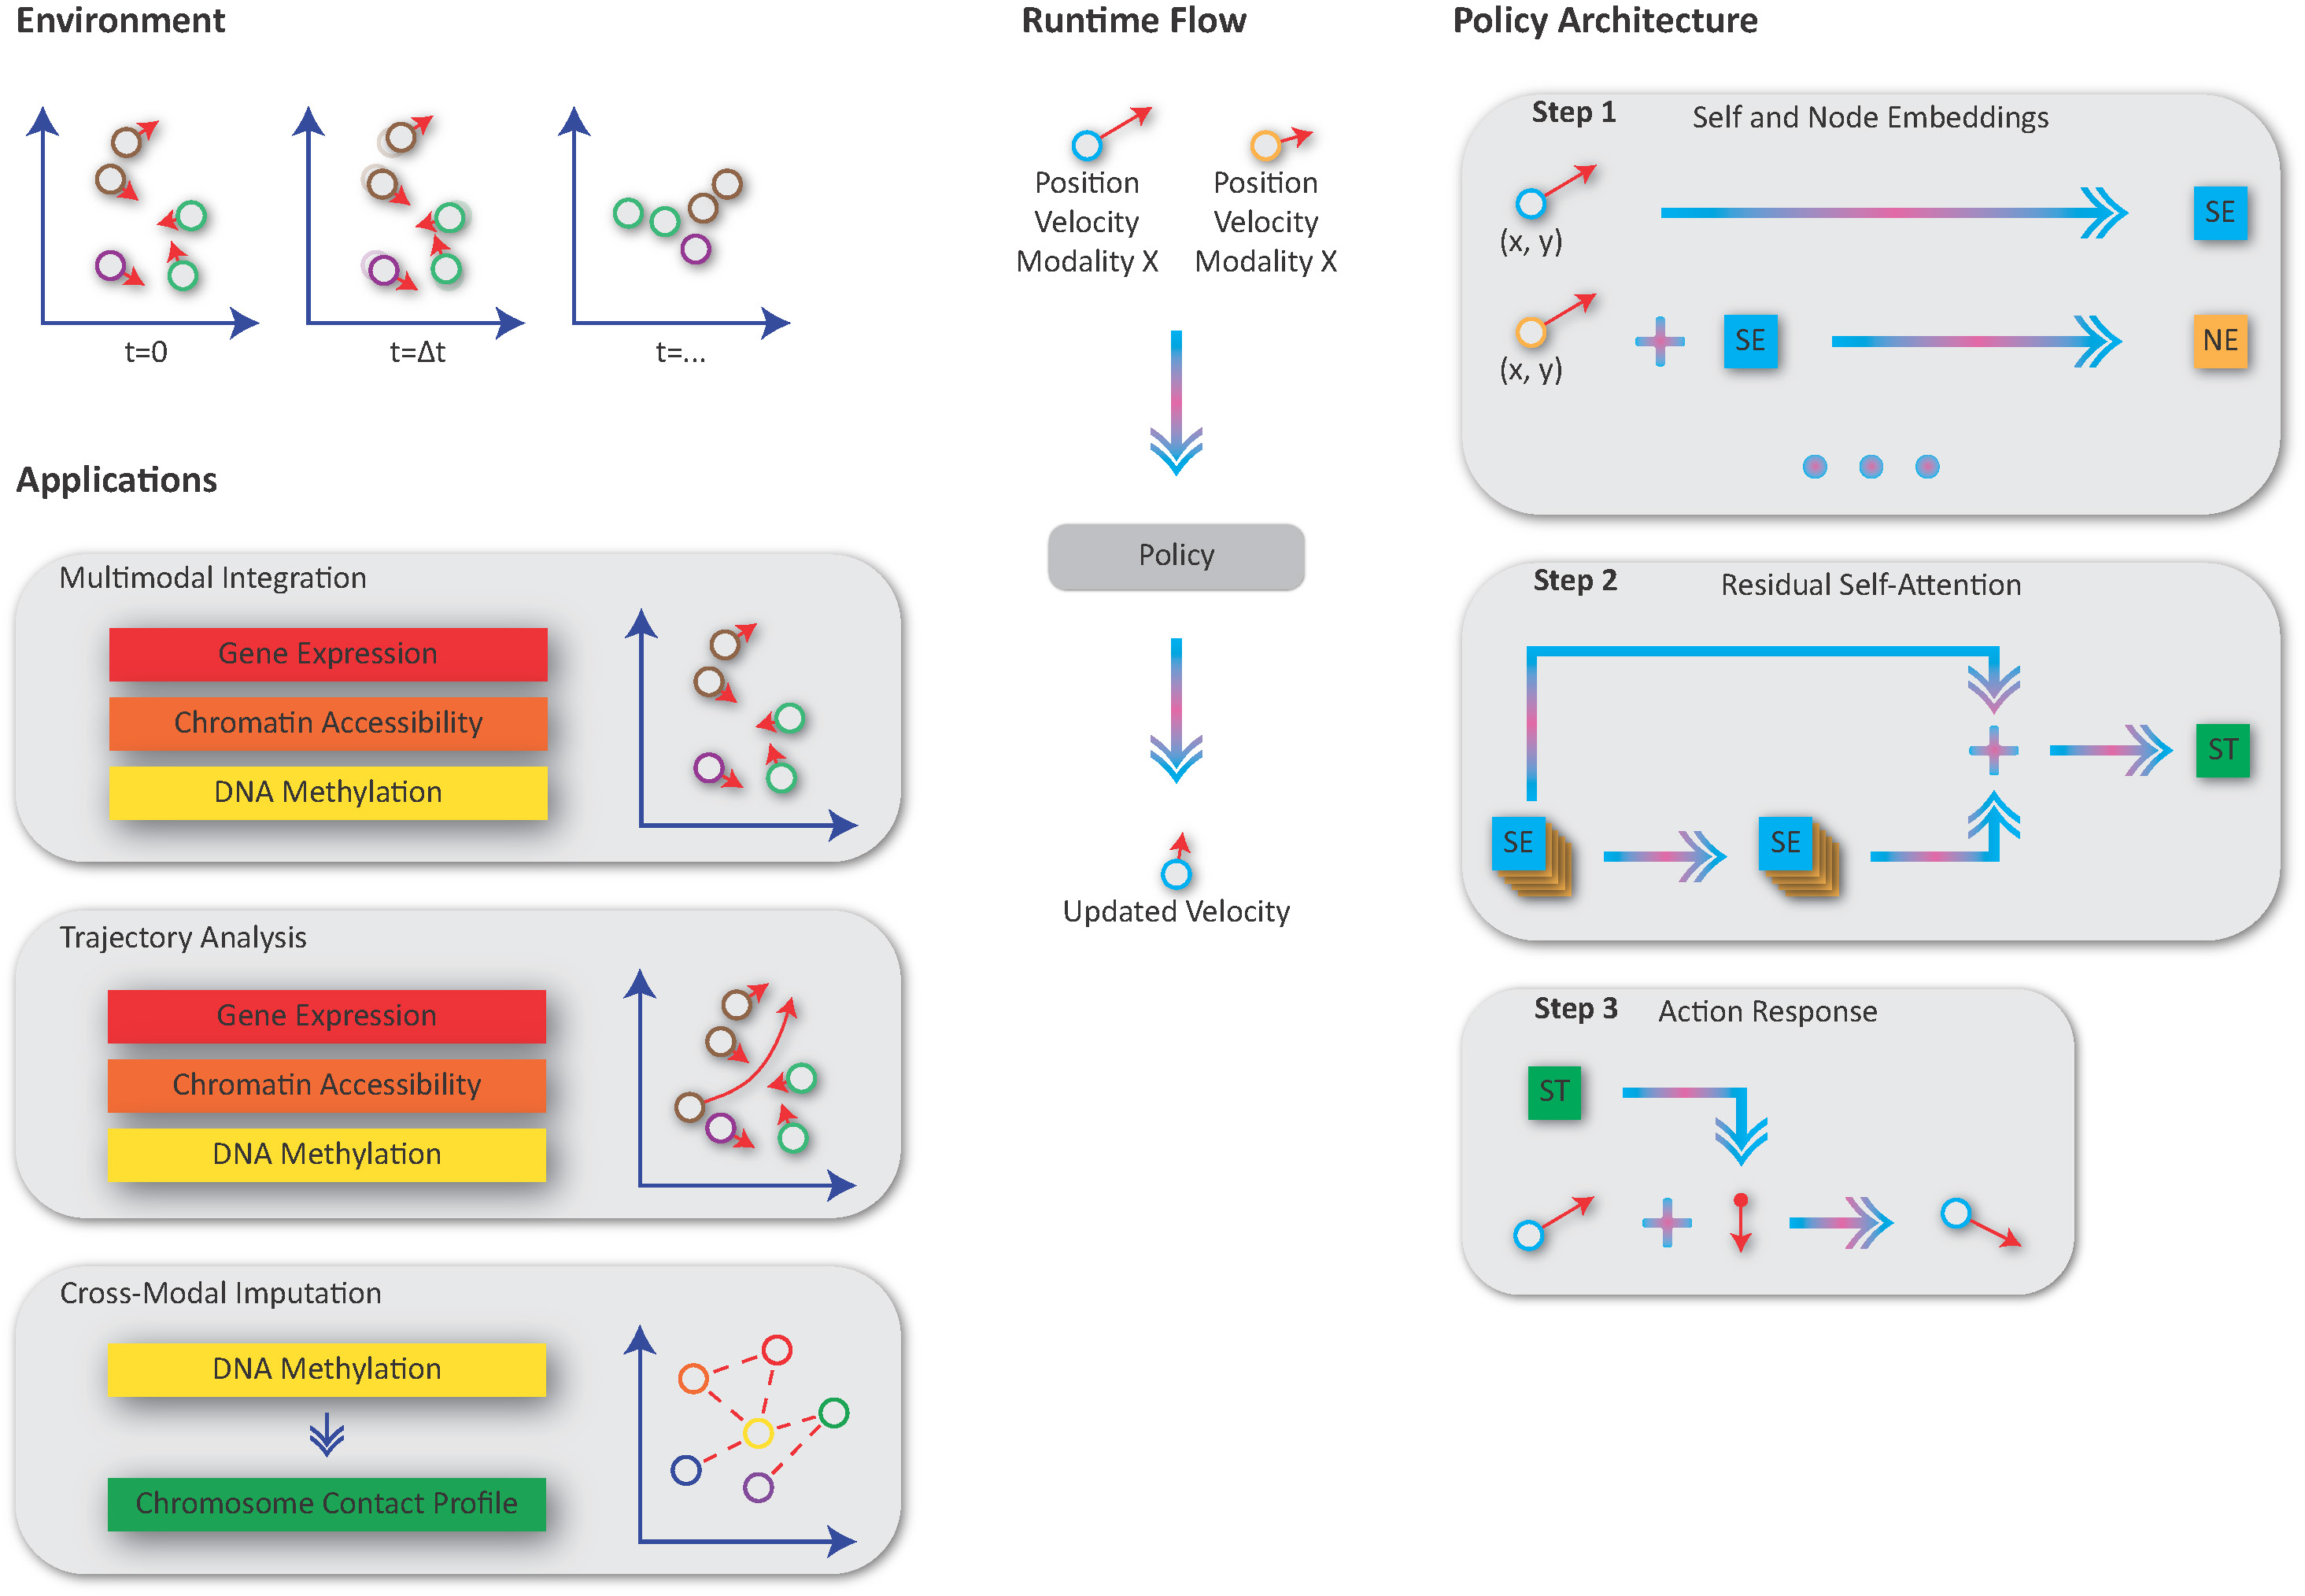 Environment
t=0
t=Δt
t=...
Applications
Multimodal Integration
Gene Expression
Chromatin Accessibility
DNA Methylation
Trajectory Analysis
Gene Expression
Chromatin Accessibility
DNA Methylation
Cross-Modal Imputation
DNA Methylation
Chromosome Contact Profile
Runtime Flow
Position
Velocity
Modality X
Position
Velocity
Modality X
Policy
Updated Velocity
Policy Architecture
Step 1 Self and Node Embeddings
(x, y)
SE
(x, y)
SE
NE
Step 2 Residual Self-Attention
SE
SE
ST
Step 3 Action Response
ST